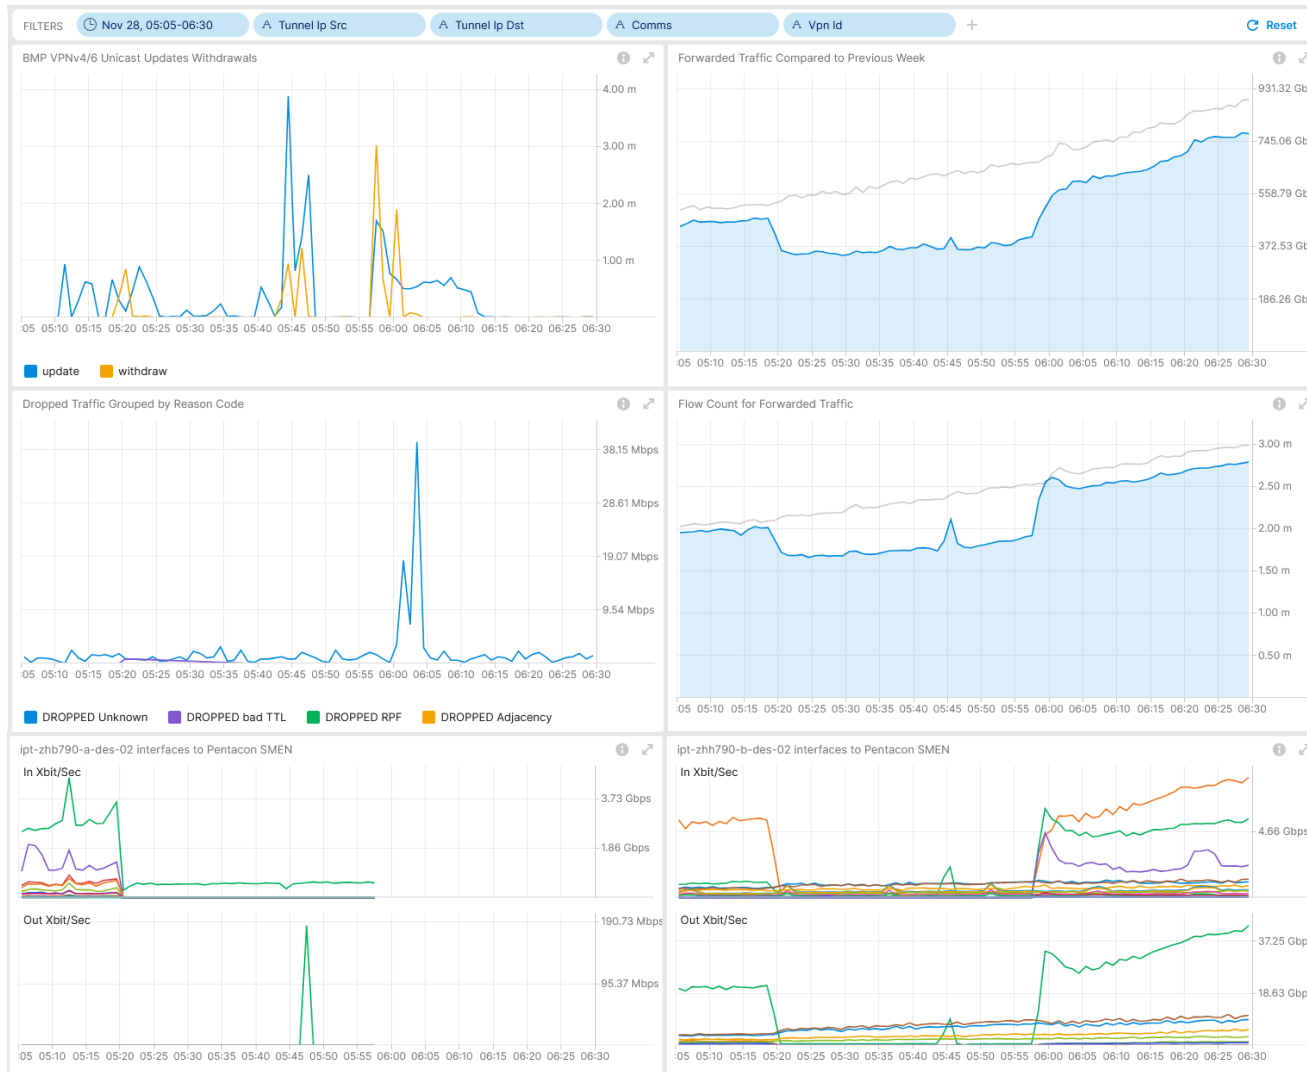 FILTERS Nov 28, 05:05-06:30 A Tunnel Ip Src A Tunnel Ip Dst A Comms A Vpn Id + Reset
BMP VPNv4/6 Unicast Updates Withdrawals
4.00 m
3.00 m
2.00 m
1.00 m
:05 05:10 05:15 05:20 05:25 05:30 05:35 05:40 05:45 05:50 05:55 06:00 06:05 06:10 06:15 06:20 06:25 06:30
update withdraw
Forwarded Traffic Compared to Previous Week
931.32 Gb
745.06 Gb
558.79 Gb
372.53 Gb
186.26 Gb
:05 05:10 05:15 05:20 05:25 05:30 05:35 05:40 05:45 05:50 05:55 06:00 06:05 06:10 06:15 06:20 06:25 06:30
Dropped Traffic Grouped by Reason Code
38.15 Mbps
28.61 Mbps
19.07 Mbps
9.54 Mbps
:05 05:10 05:15 05:20 05:25 05:30 05:35 05:40 05:45 05:50 05:55 06:00 06:05 06:10 06:15 06:20 06:25 06:30
DROPPED Unknown DROPPED bad TTL DROPPED RPF DROPPED Adjacency
Flow Count for Forwarded Traffic
3.00 m
2.50 m
2.00 m
1.50 m
1.00 m
0.50 m
:05 05:10 05:15 05:20 05:25 05:30 05:35 05:40 05:45 05:50 05:55 06:00 06:05 06:10 06:15 06:20 06:25 06:30
ipt-zhb790-a-des-02 interfaces to Pentacon SMEN
In Xbit/Sec
3.73 Gbps
1.86 Gbps
Out Xbit/Sec
190.73 Mbps
95.37 Mbps
:05 05:10 05:15 05:20 05:25 05:30 05:35 05:40 05:45 05:50 05:55 06:00 06:05 06:10 06:15 06:20 06:25 06:30
ipt-zhh790-b-des-02 interfaces to Pentacon SMEN
In Xbit/Sec
4.66 Gbps
Out Xbit/Sec
37.25 Gbp
18.63 Gbp
:05 05:10 05:15 05:20 05:25 05:30 05:35 05:40 05:45 05:50 05:55 06:00 06:05 06:10 06:15 06:20 06:25 06:30